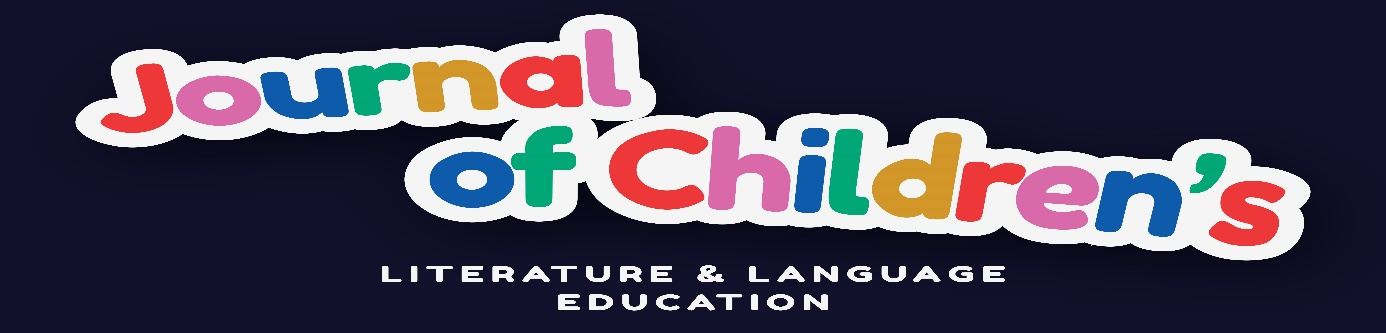 Journal
of Children’s
LITERATURE & LANGUAGE
EDUCATION